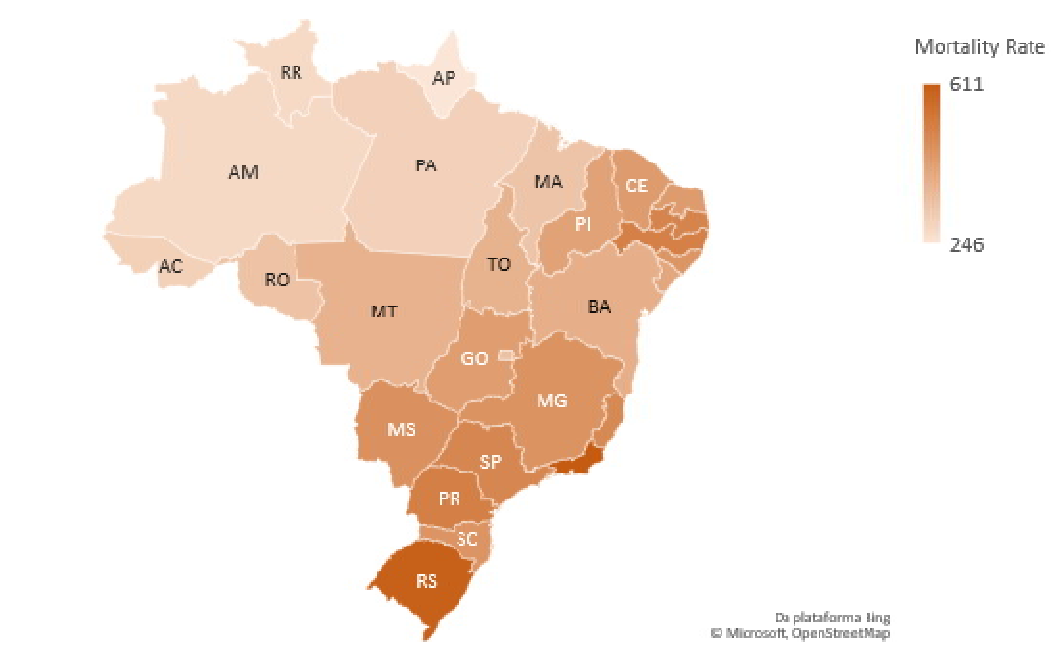 Mortality Rate
611
246
RR
AP
AM
PA
MA
CE
PI
AC
RO
TO
MT
BA
GO
MG
MS
SP
PR
SC
RS
Da plataforma Bing
© Microsoft, OpenStreetMap